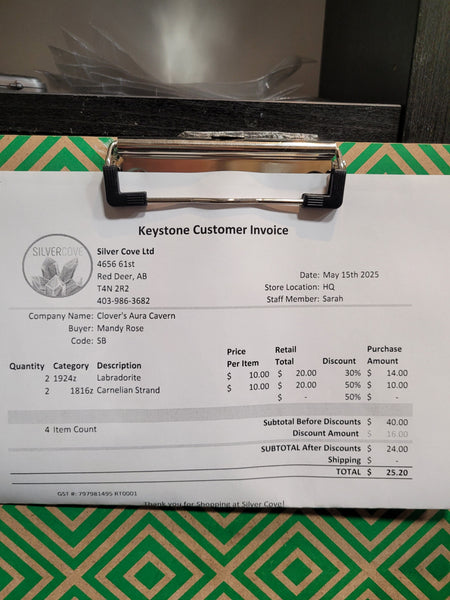 Keystone Customer Invoice
SILVERCOVE
Silver Cove Ltd
4656 61st
Red Deer, AB
T4N 2R2
403-986-3682
Date: May 15th 2025
Store Location: HQ
Staff Member: Sarah
Company Name: Clover's Aura Cavern
Buyer: Mandy Rose
Code: SB
Quantity Category Description Price Per Item Retail Total Discount Purchase Amount
2 1924z Labradorite $ 10.00 $ 20.00 30% $ 14.00
2 1816z Carnelian Strand $ 10.00 $ 20.00 50% $ 10.00
$ - 50% $ -
4 Item Count
Subtotal Before Discounts $ 40.00
Discount Amount $ 16.00
SUBTOTAL After Discounts $ 24.00
Shipping $ -
TOTAL $ 25.20
GST #: 797981495 RT0001
Thank you for Shopping at Silver Cove!